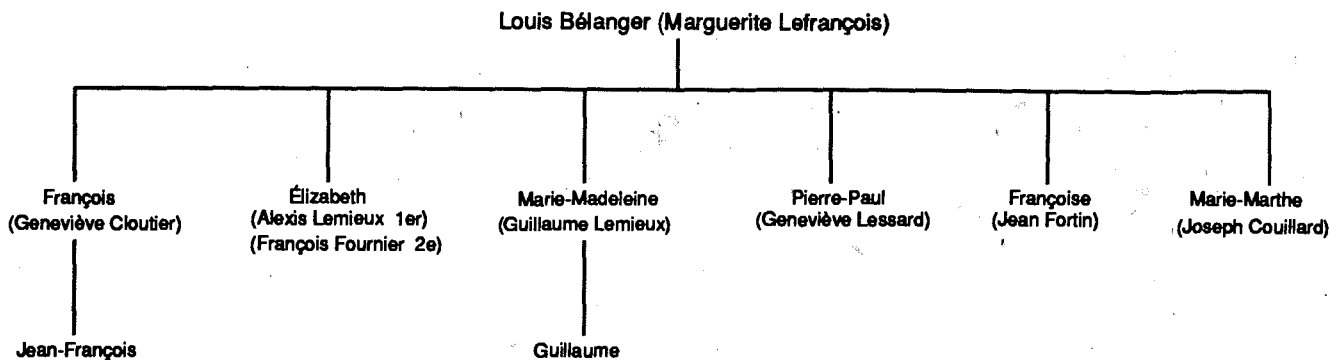 Louis Bélanger (Marguerite Lefrançois)
François
(Geneviève Cloutier)
Élizabeth
(Alexis Lemieux 1er)
(François Fournier 2e)
Marie-Madeleine
(Guillaume Lemieux)
Pierre-Paul
(Geneviève Lessard)
Françoise
(Jean Fortin)
Marie-Marthe
(Joseph Couillard)
Jean-François
Guillaume